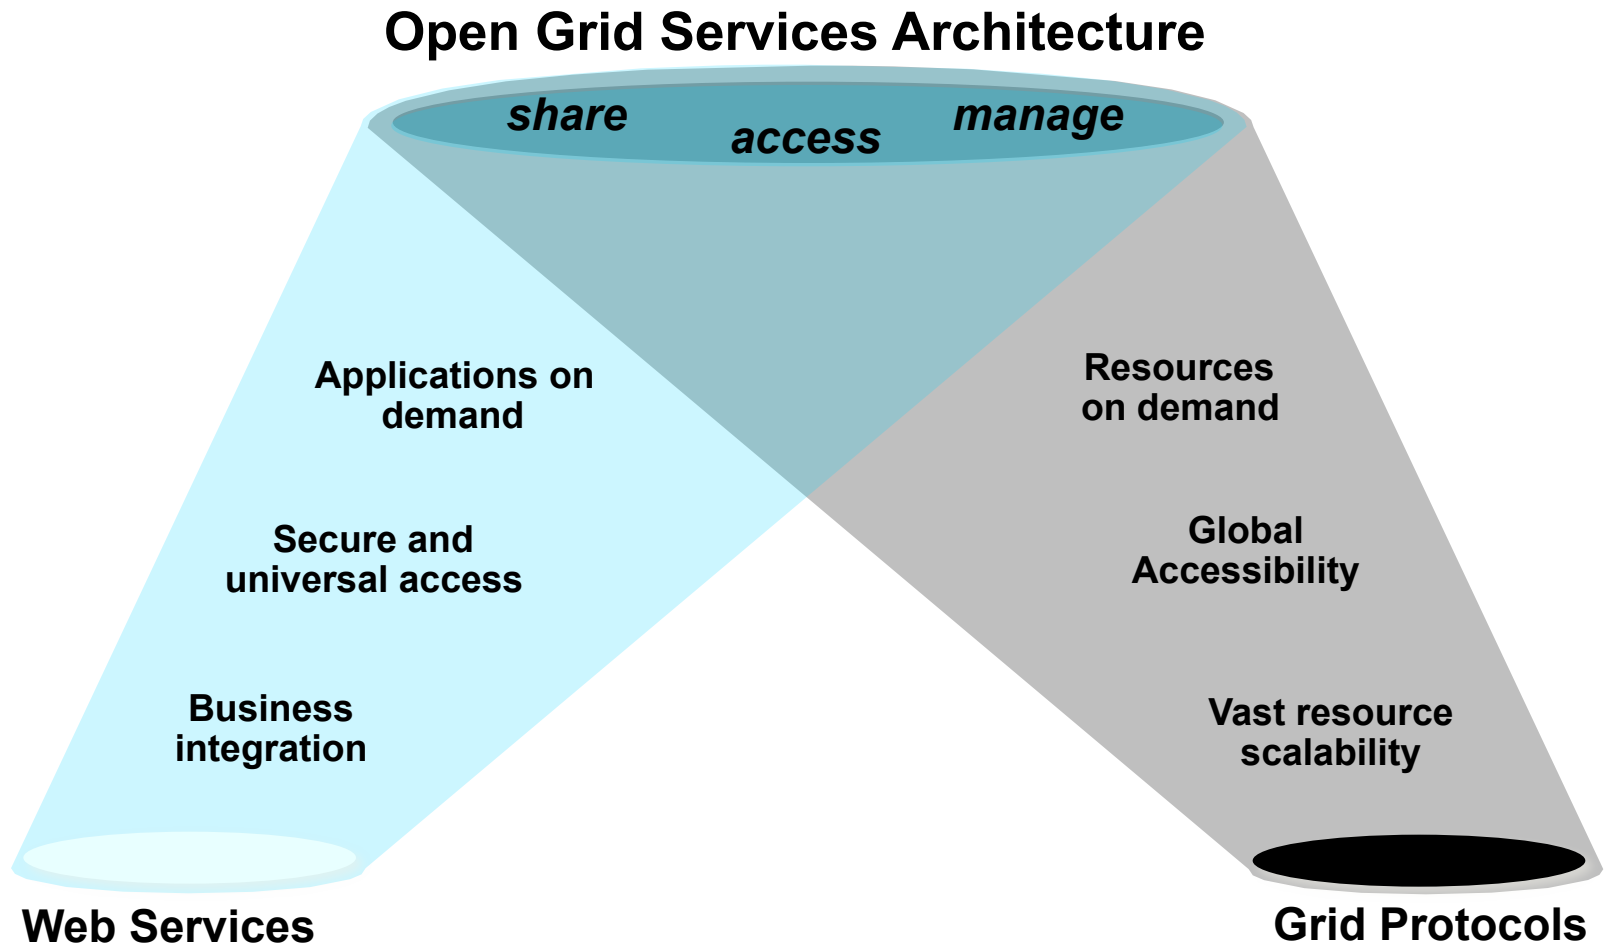 Open Grid Services Architecture
share
access
manage
Applications on
demand
Resources
on demand
Secure and
universal access
Global
Accessibility
Business
integration
Vast resource
scalability
Web Services
Grid Protocols